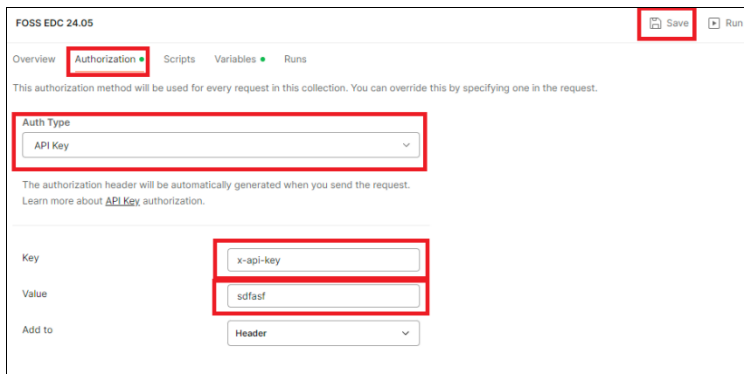 FOSS EDC 24.05
Save
Run
Overview Authorization Scripts Variables Runs
This authorization method will be used for every request in this collection. You can override this by specifying one in the request.
Auth Type
API Key
The authorization header will be automatically generated when you send the request.
Learn more about API Key authorization.
Key
x-api-key
Value
sdfasf
Add to
Header